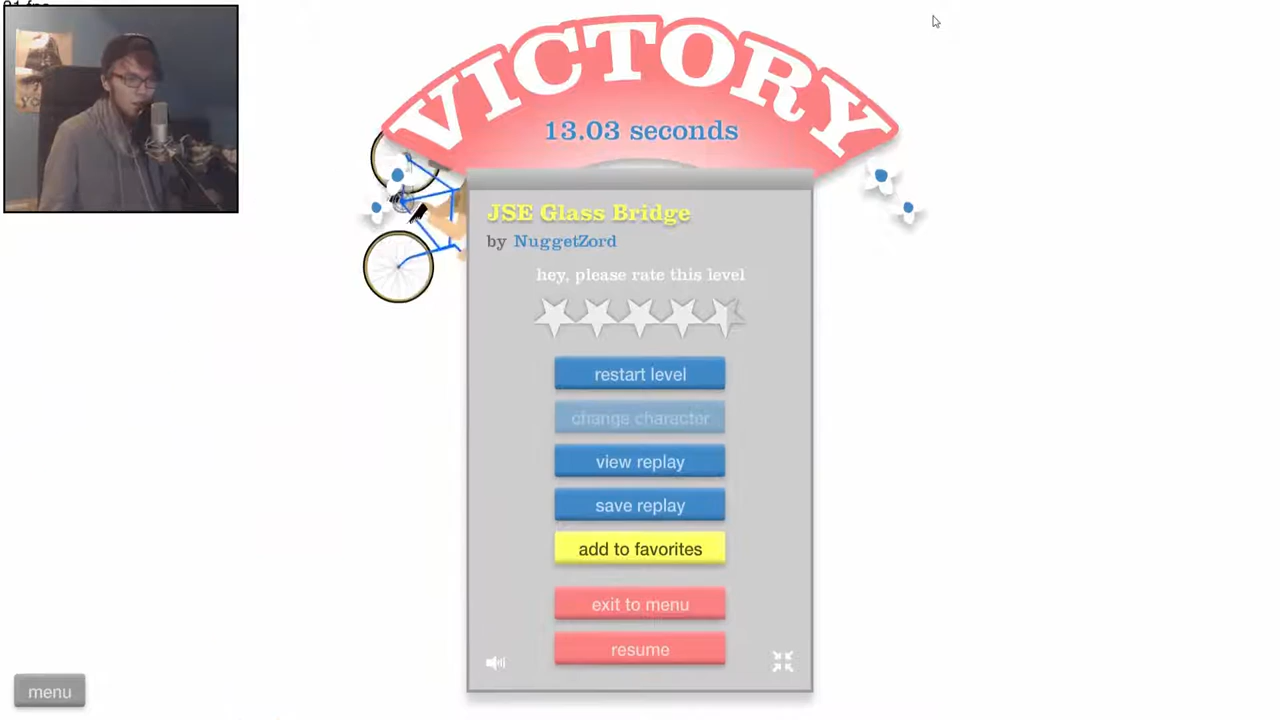 VICTORY
13.03 seconds
JSE Glass Bridge
by NuggetZord
hey, please rate this level
restart level
change character
view replay
save replay
add to favorites
exit to menu
resume
menu